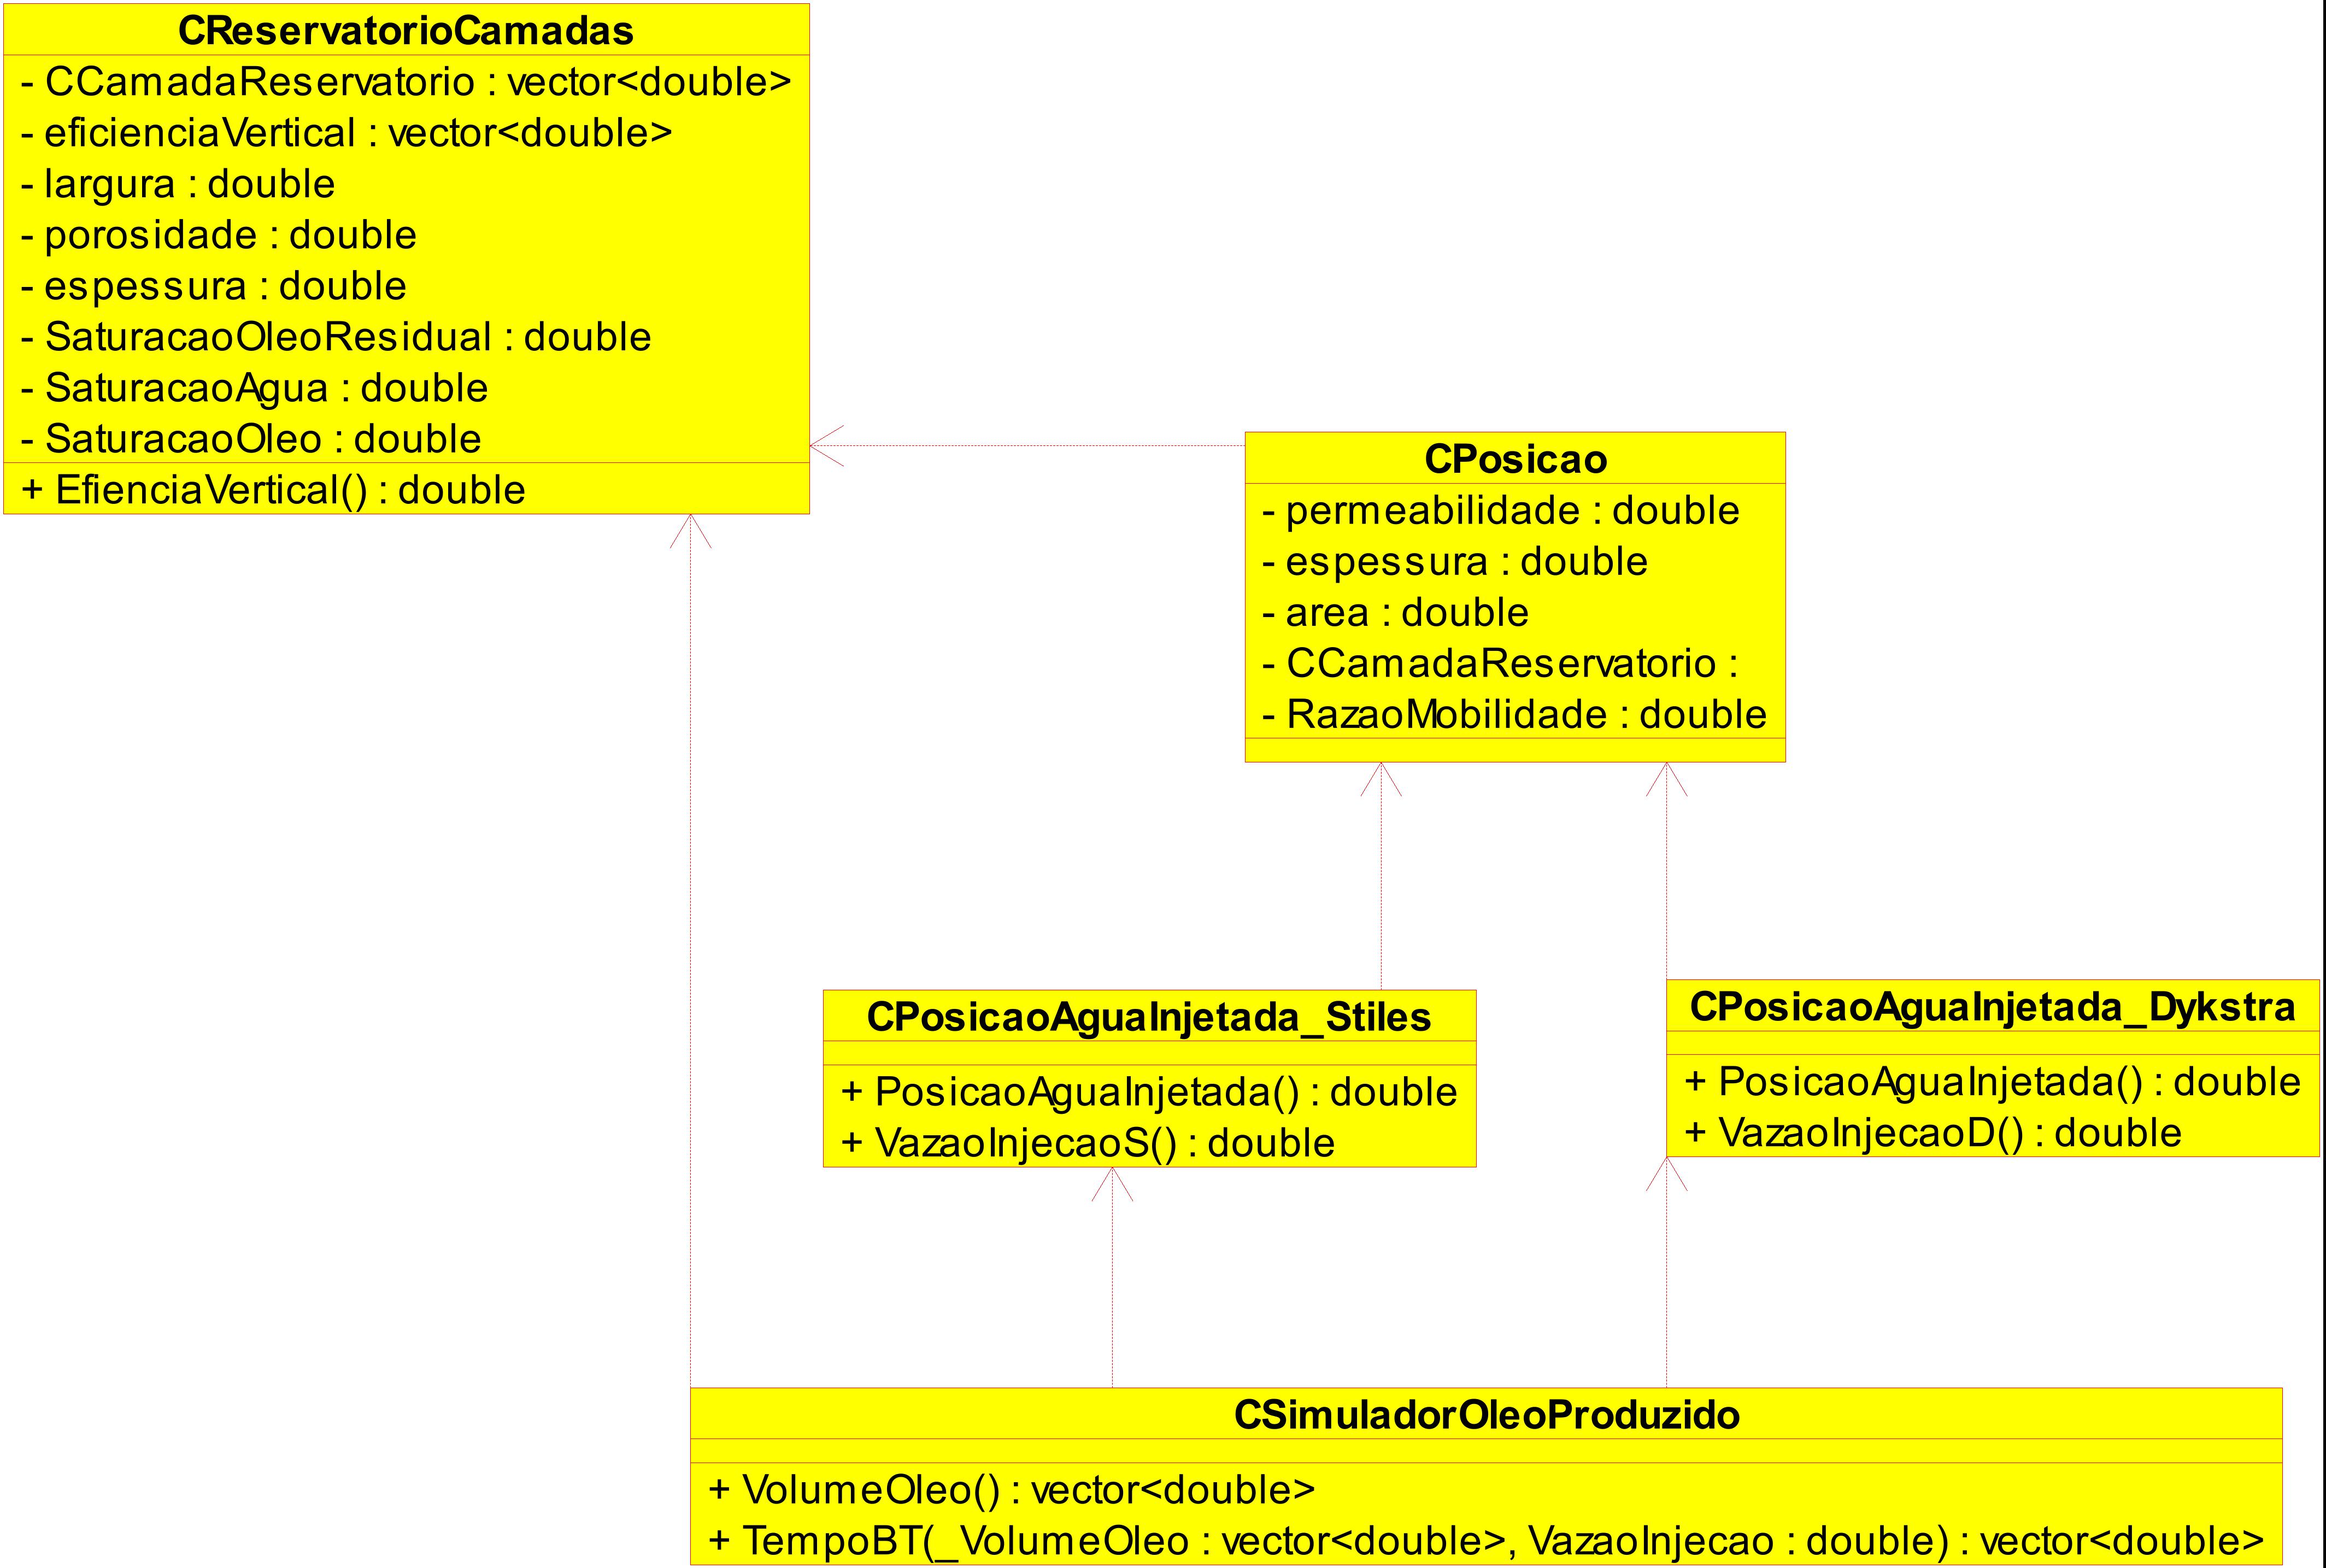 CReservatorioCamadas
- CCamadaReservatorio : vector<double>
- eficienciaVertical : vector<double>
- largura : double
- porosidade : double
- espessura : double
- SaturacaoOleoResidual : double
- SaturacaoAgua : double
- SaturacaoOleo : double
+ EfienciaVertical() : double
CPosicao
- permeabilidade : double
- espessura : double
- area : double
- CCamadaReservatorio :
- RazaoMobilidade : double
CPosicaoAguaInjetada_Stiles
+ PosicaoAguaInjetada() : double
+ VazaoInjecaoS() : double
CPosicaoAguaInjetada_Dykstra
+ PosicaoAguaInjetada() : double
+ VazaoInjecaoD() : double
CSimuladorOleoProduzido
+ VolumeOleo() : vector<double>
+ TempoBT(_VolumeOleo : vector<double>, VazaoInjecao : double) : vector<double>